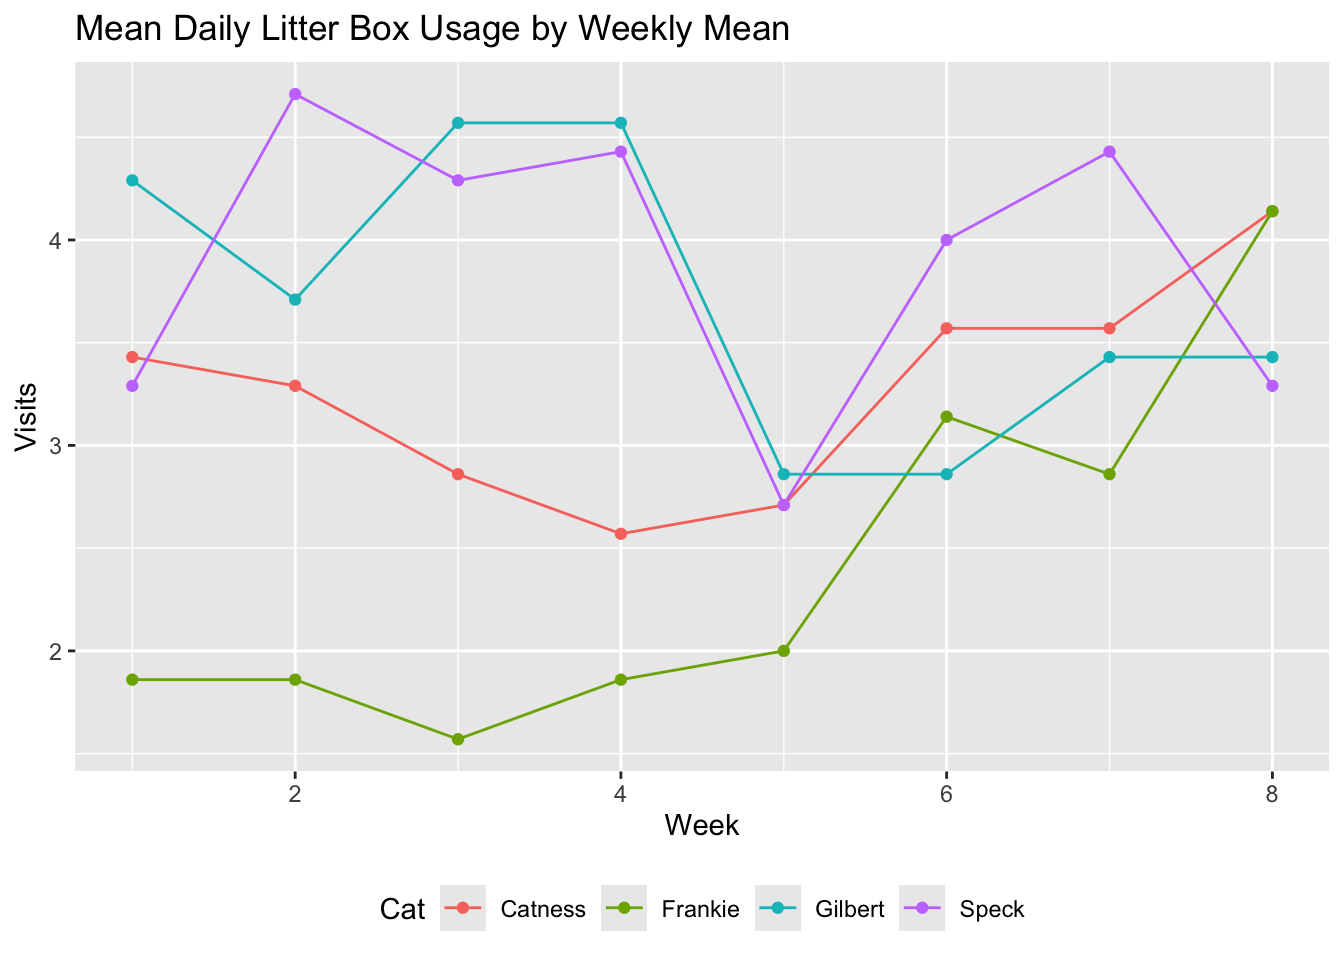 Mean Daily Litter Box Usage by Weekly Mean
4
3
2
Visits
2 4 6 8
Week
Cat Catness Frankie Gilbert Speck